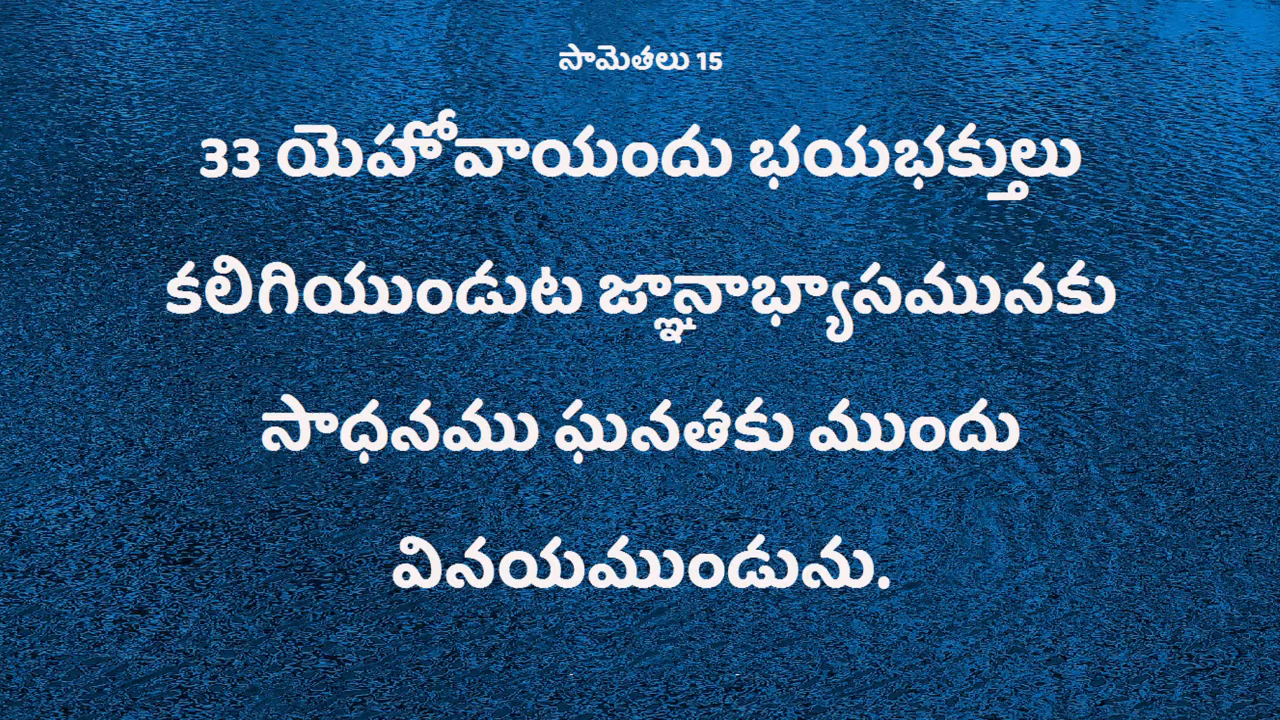 సామెతలు 15
33 యెహోవాయందు భయభక్తులు
కలిగియుండుట జ్ఞానాభ్యాసమునకు
సాధనము ఘనతకు ముందు
వినయముండును.